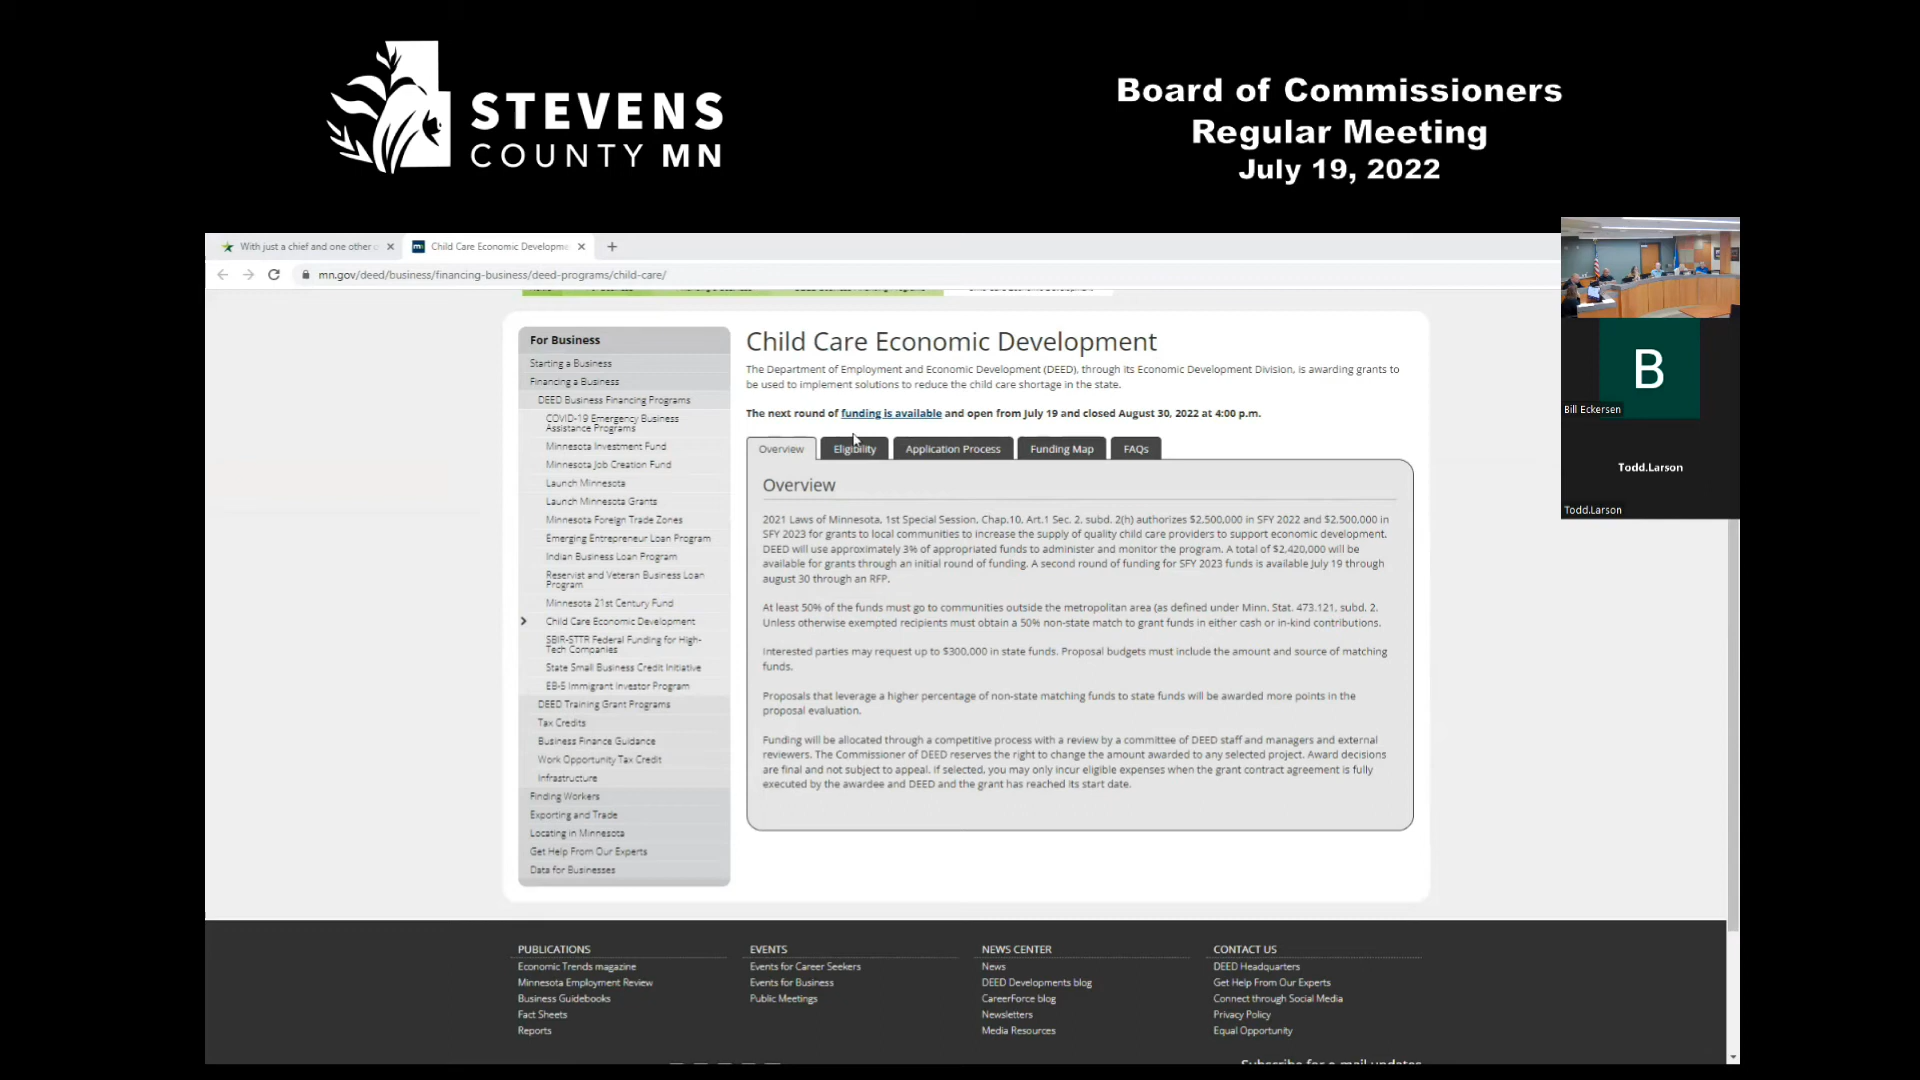 STEVENS
COUNTY MN
Board of Commissioners
Regular Meeting
July 19, 2022
With just a chief and one other
Child Care Economic Developme
mn.gov/deed/business/financing-business/deed-programs/child-care/
For Business
Starting a Business
Financing a Business
DEED Business Financing Programs
COVID-19 Emergency Business
Assistance Programs
Minnesota Investment Fund
Minnesota Job Creation Fund
Launch Minnesota
Launch Minnesota Grants
Minnesota Foreign Trade Zones
Emerging Entrepreneur Loan Program
Indian Business Loan Program
Reservist and Veteran Business Loan
Program
Minnesota 21st Century Fund
Child Care Economic Development
SBIR-STTR Federal Funding for High-
Tech Companies
State Small Business Credit Initiative
EB-5 Immigrant Investor Program
DEED Training Grant Programs
Tax Credits
Business Finance Guidance
Work Opportunity Tax Credit
Infrastructure
Finding Workers
Exporting and Trade
Locating in Minnesota
Get Help From Our Experts
Data for Businesses
Child Care Economic Development
The Department of Employment and Economic Development (DEED), through its Economic Development Division, is awarding grants to
be used to implement solutions to reduce the child care shortage in the state.
The next round of funding is available and open from July 19 and closed August 30, 2022 at 4:00 p.m.
Overview Eligibility Application Process Funding Map FAQs
Overview
2021 Laws of Minnesota, 1st Special Session, Chap.10, Art.1 Sec. 2, subd. 2(h) authorizes $2,500,000 in SFY 2022 and $2,500,000 in
SFY 2023 for grants to local communities to increase the supply of quality child care providers to support economic development.
DEED will use approximately 3% of appropriated funds to administer and monitor the program. A total of $2,420,000 will be
available for grants through an initial round of funding. A second round of funding for SFY 2023 funds is available July 19 through
august 30 through an RFP.
At least 50% of the funds must go to communities outside the metropolitan area (as defined under Minn. Stat. 473.121, subd. 2.
Unless otherwise exempted recipients must obtain a 50% non-state match to grant funds in either cash or in-kind contributions.
Interested parties may request up to $300,000 in state funds. Proposal budgets must include the amount and source of matching
funds.
Proposals that leverage a higher percentage of non-state matching funds to state funds will be awarded more points in the
proposal evaluation.
Funding will be allocated through a competitive process with a review by a committee of DEED staff and managers and external
reviewers. The Commissioner of DEED reserves the right to change the amount awarded to any selected project. Award decisions
are final and not subject to appeal. If selected, you may only incur eligible expenses when the grant contract agreement is fully
executed by the awardee and DEED and the grant has reached its start date.
B
Bill Eckersen
Todd.Larson
Todd.Larson
PUBLICATIONS
Economic Trends magazine
Minnesota Employment Review
Business Guidebooks
Fact Sheets
Reports
EVENTS
Events for Career Seekers
Events for Business
Public Meetings
NEWS CENTER
News
DEED Developments blog
CareerForce blog
Newsletters
Media Resources
CONTACT US
DEED Headquarters
Get Help From Our Experts
Connect through Social Media
Privacy Policy
Equal Opportunity
Subscribe for e-mail updates